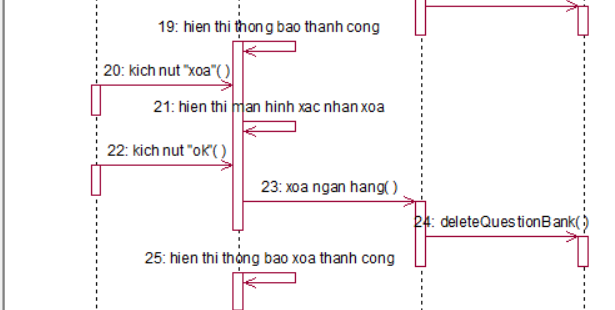 19: hien thi thong bao thanh cong
20: kich nut "xoa"( )
21: hien thi man hinh xac nhan xoa
22: kich nut "ok"( )
23: xoa ngan hang( )
24: deleteQuestionBank( )
25: hien thi thong bao xoa thanh cong